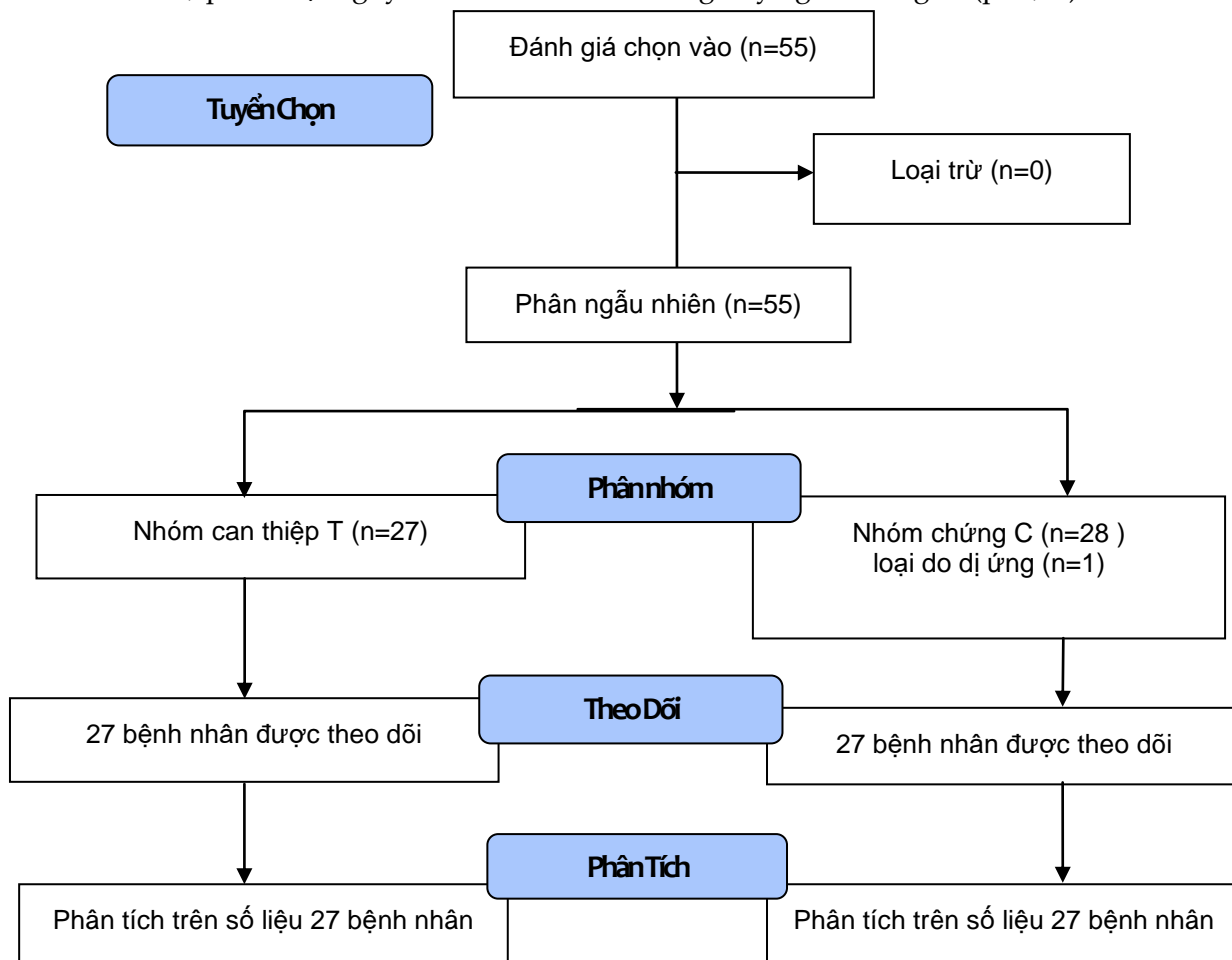 Đánh giá chọn vào (n=55)
Tuyển Chọn
Loại trừ (n=0)
Phân ngẫu nhiên (n=55)
Phân nhóm
Nhóm can thiệp T (n=27)
Nhóm chứng C (n=28 )
loại do dị ứng (n=1)
Theo Dõi
27 bệnh nhân được theo dõi
27 bệnh nhân được theo dõi
Phân Tích
Phân tích trên số liệu 27 bệnh nhân
Phân tích trên số liệu 27 bệnh nhân